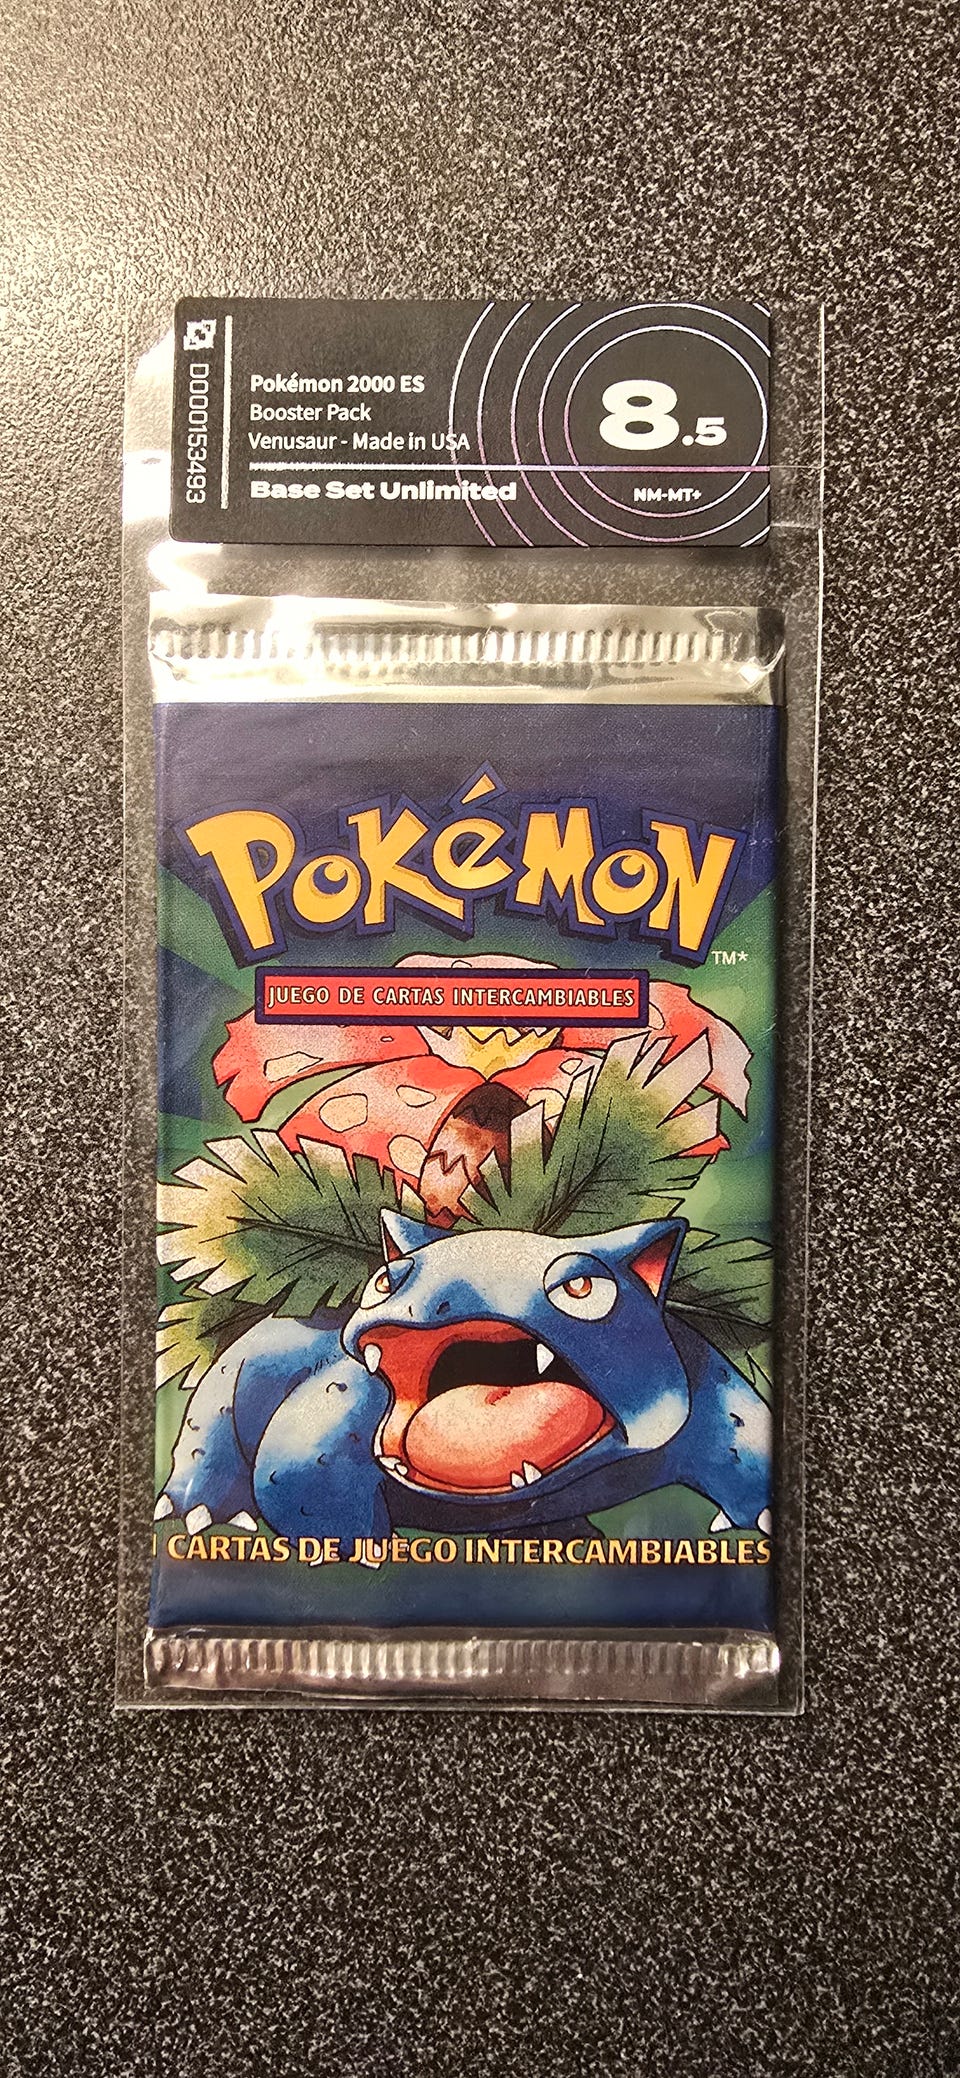 D000153493
Pokémon 2000 ES
Booster Pack
Venusaur - Made in USA
Base Set Unlimited
8.5
NM-MT+
POKéMON
TM*
JUEGO DE CARTAS INTERCAMBIABLES
CARTAS DE JUEGO INTERCAMBIABLES